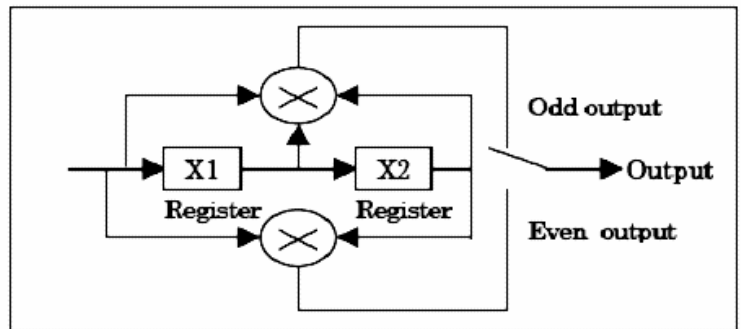 Odd output
X1
X2
Output
Register
Register
Even output